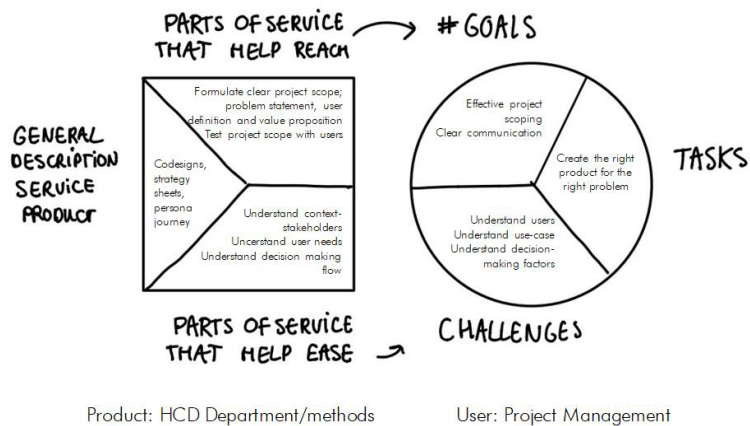 PARTS OF SERVICE
THAT HELP REACH
#GOALS
Formulate clear project scope;
problem statement, user
definition and value proposition
Test project scope with users
Effective project
scoping
Clear communication
GENERAL
DESCRIPTION
SERVICE
PRODUCT
Codesigns,
strategy
sheets,
persona
journey
Create the right
product for the
right problem
TASKS
Understand context-
stakeholders
Uncerstand user needs
Understand decision making
flow
Understand users
Understand use-case
Understand decision-
making factors
PARTS OF SERVICE
THAT HELP EASE
CHALLENGES
Product: HCD Department/methods
User: Project Management